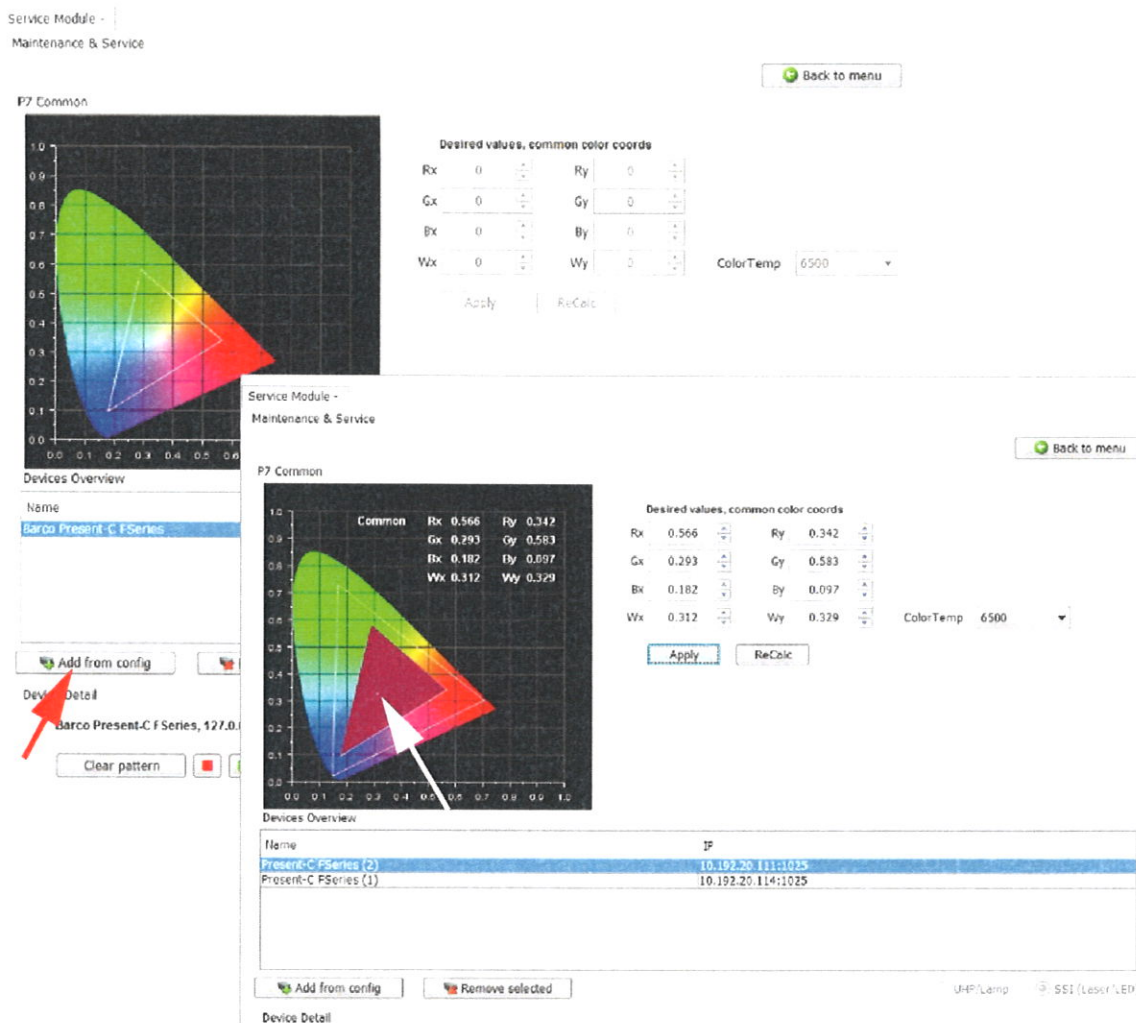 Service Module -
Maintenance & Service
Back to menu
P7 Common
1.0
0.9
0.8
0.7
0.6
0.5
0.4
0.3
0.2
0.1
0.0
0.0 0.1 0.2 0.3 0.4 0.5 0.6
Desired values, common color coords
Rx 0 Ry 0
Gx 0 Gy 0
Bx 0 By 0
Wx 0 Wy 0 ColorTemp 6500
Apply ReCalc
Devices Overview
Name
Barco Present-C FSeries
Add from config
Device Detail
Barco Present-C FSeries, 127.0.
Clear pattern
Service Module -
Maintenance & Service
Back to menu
P7 Common
Common Rx 0.566 Ry 0.342
Gx 0.293 Gy 0.583
Bx 0.182 By 0.097
Wx 0.312 Wy 0.329
1.0
0.9
0.8
0.7
0.6
0.5
0.4
0.3
0.2
0.1
0.0
0.0 0.1 0.2 0.3 0.4 0.5 0.6 0.7 0.8 0.9 1.0
Desired values, common color coords
Rx 0.566 Ry 0.342
Gx 0.293 Gy 0.583
Bx 0.182 By 0.097
Wx 0.312 Wy 0.329 ColorTemp 6500
Apply ReCalc
Devices Overview
Name IP
Present-C FSeries (2) 10.192.20.111:1025
Present-C FSeries (1) 10.192.20.114:1025
Add from config Remove selected UHP/Lamp SSI (Laser/LED
Device Detail